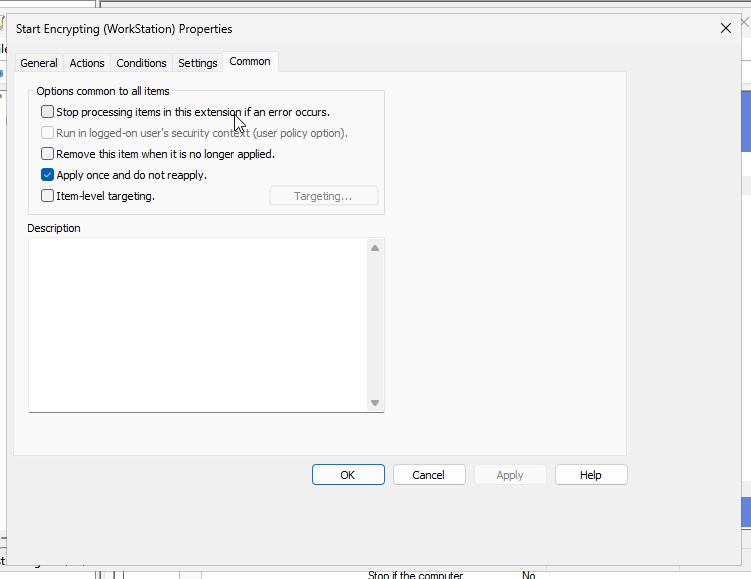 Start Encrypting (WorkStation) Properties
General Actions Conditions Settings Common
Options common to all items
Stop processing items in this extension if an error occurs.
Run in logged-on user's security context (user policy option).
Remove this item when it is no longer applied.
Apply once and do not reapply.
Item-level targeting. Targeting...
Description
OK Cancel Apply Help
Stop if the computer No